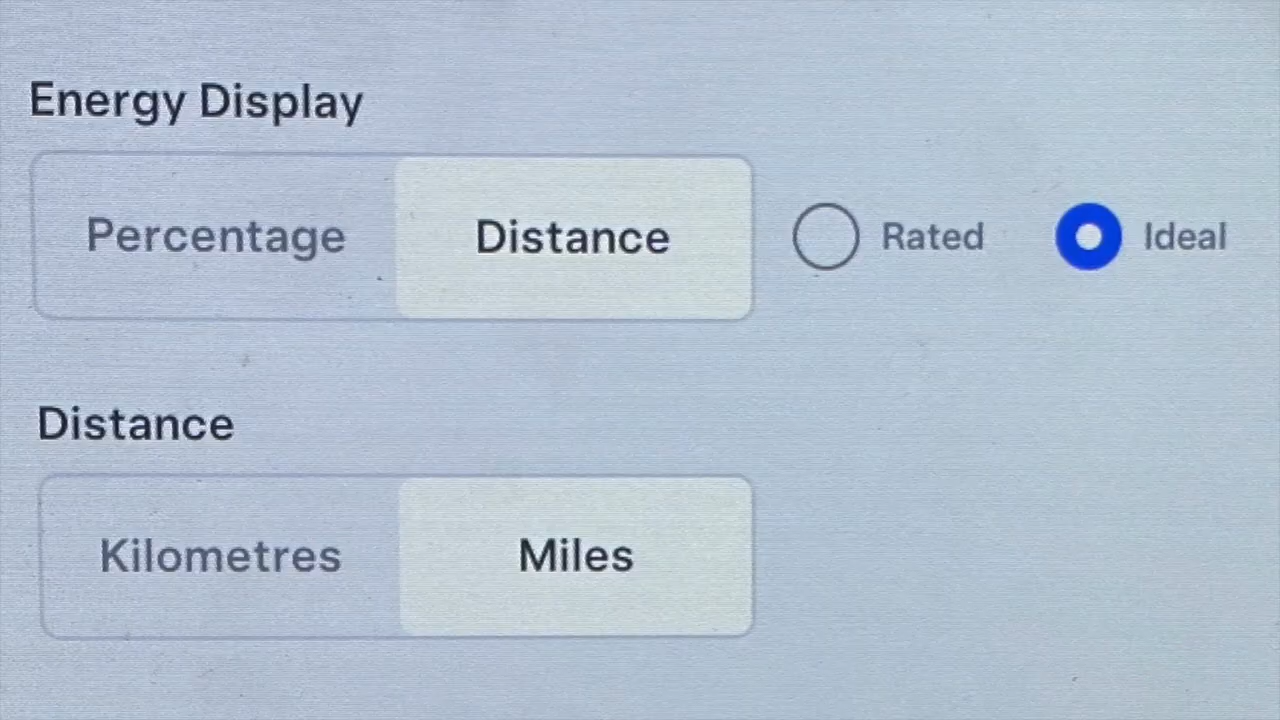 Energy Display
Percentage Distance Rated Ideal
Distance
Kilometres Miles